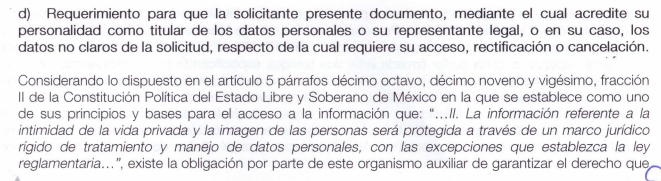 d) Requerimiento para que la solicitante presente documento, mediante el cual acredite su
personalidad como titular de los datos personales o su representante legal, o en su caso, los
datos no claros de la solicitud, respecto de la cual requiere su acceso, rectificación o cancelación.
Considerando lo dispuesto en el artículo 5 párrafos décimo octavo, décimo noveno y vigésimo, fracción
II de la Constitución Política del Estado Libre y Soberano de México en la que se establece como uno
de sus principios y bases para el acceso a la información que: “…II. La información referente a la
intimidad de la vida privada y la imagen de las personas será protegida a través de un marco jurídico
rígido de tratamiento y manejo de datos personales, con las excepciones que establezca la ley
reglamentaria…”, existe la obligación por parte de este organismo auxiliar de garantizar el derecho que